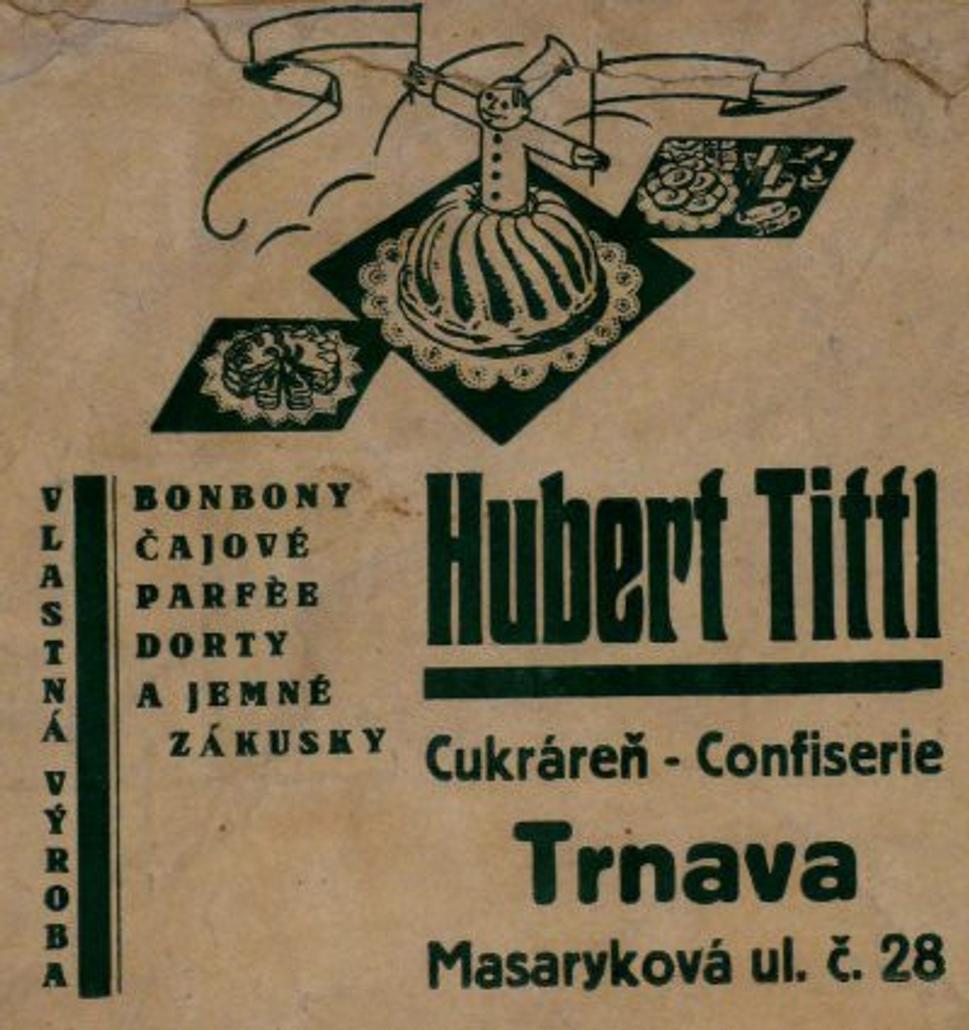 VLASTNÁ VÝROBA
BONBONY
ČAJOVÉ
PARFÈE
DORTY
A JEMNÉ
ZÁKUSKY
Hubert Tittl
Cukráreň - Confiserie
Trnava
Masaryková ul. č. 28